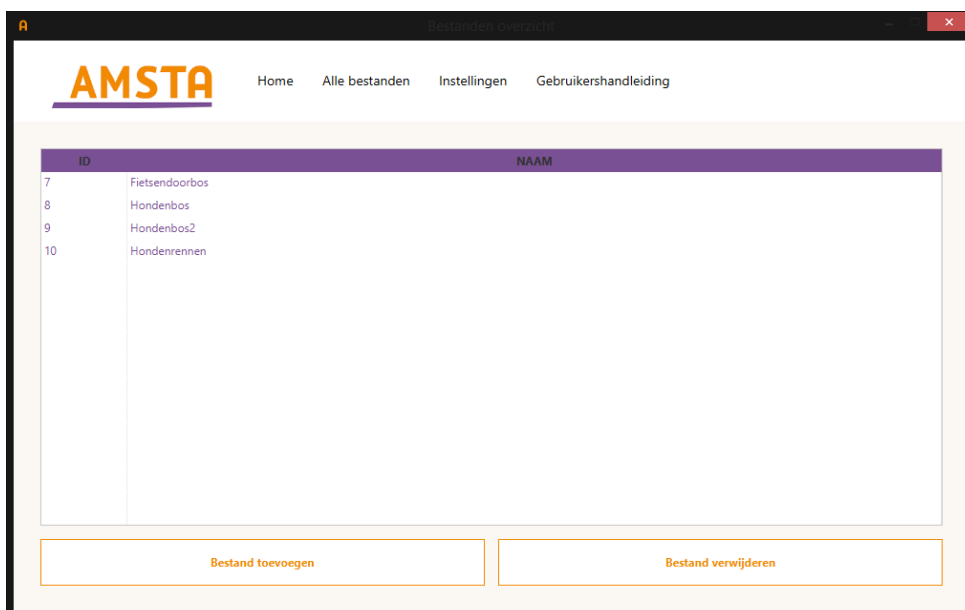 A Bestanden overzicht
AMSTA Home Alle bestanden Instellingen Gebruikershandleiding
ID NAAM
7 Fietsendoorbos
8 Hondenbos
9 Hondenbos2
10 Hondenrennen
Bestand toevoegen Bestand verwijderen